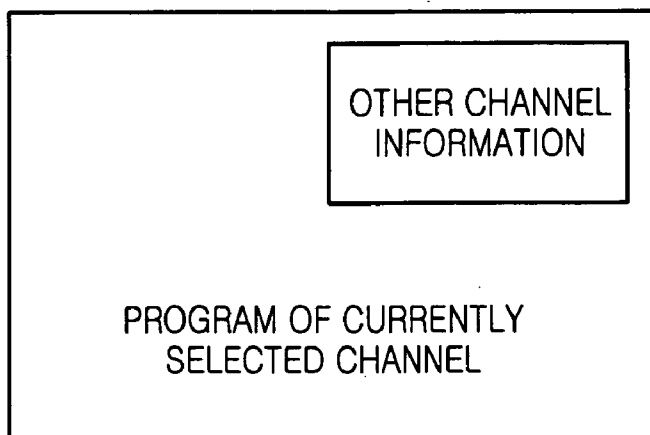 OTHER CHANNEL
INFORMATION
PROGRAM OF CURRENTLY
SELECTED CHANNEL